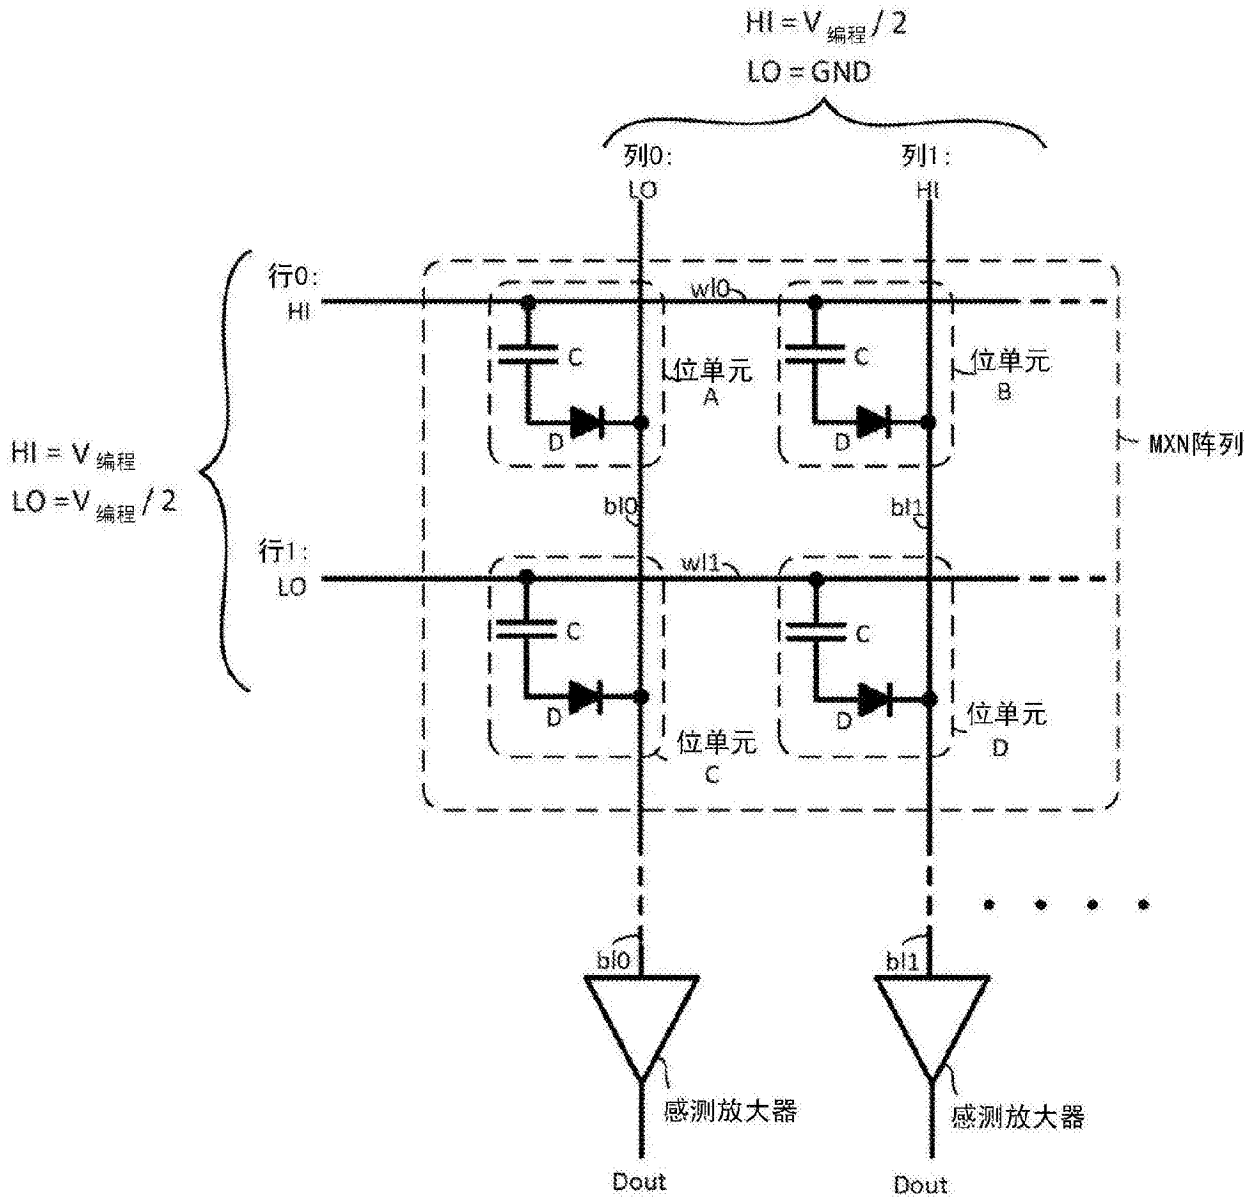 HI = V编程 / 2
LO = GND
列0:
LO
列1:
HI
行0:
HI
wl0
C
D
位单元
A
C
D
位单元
B
MXN阵列
HI = V编程
LO = V编程 / 2
bl0
bl1
行1:
LO
wl1
C
D
位单元
C
C
D
位单元
D
bl0
bl1
感测放大器
感测放大器
Dout
Dout